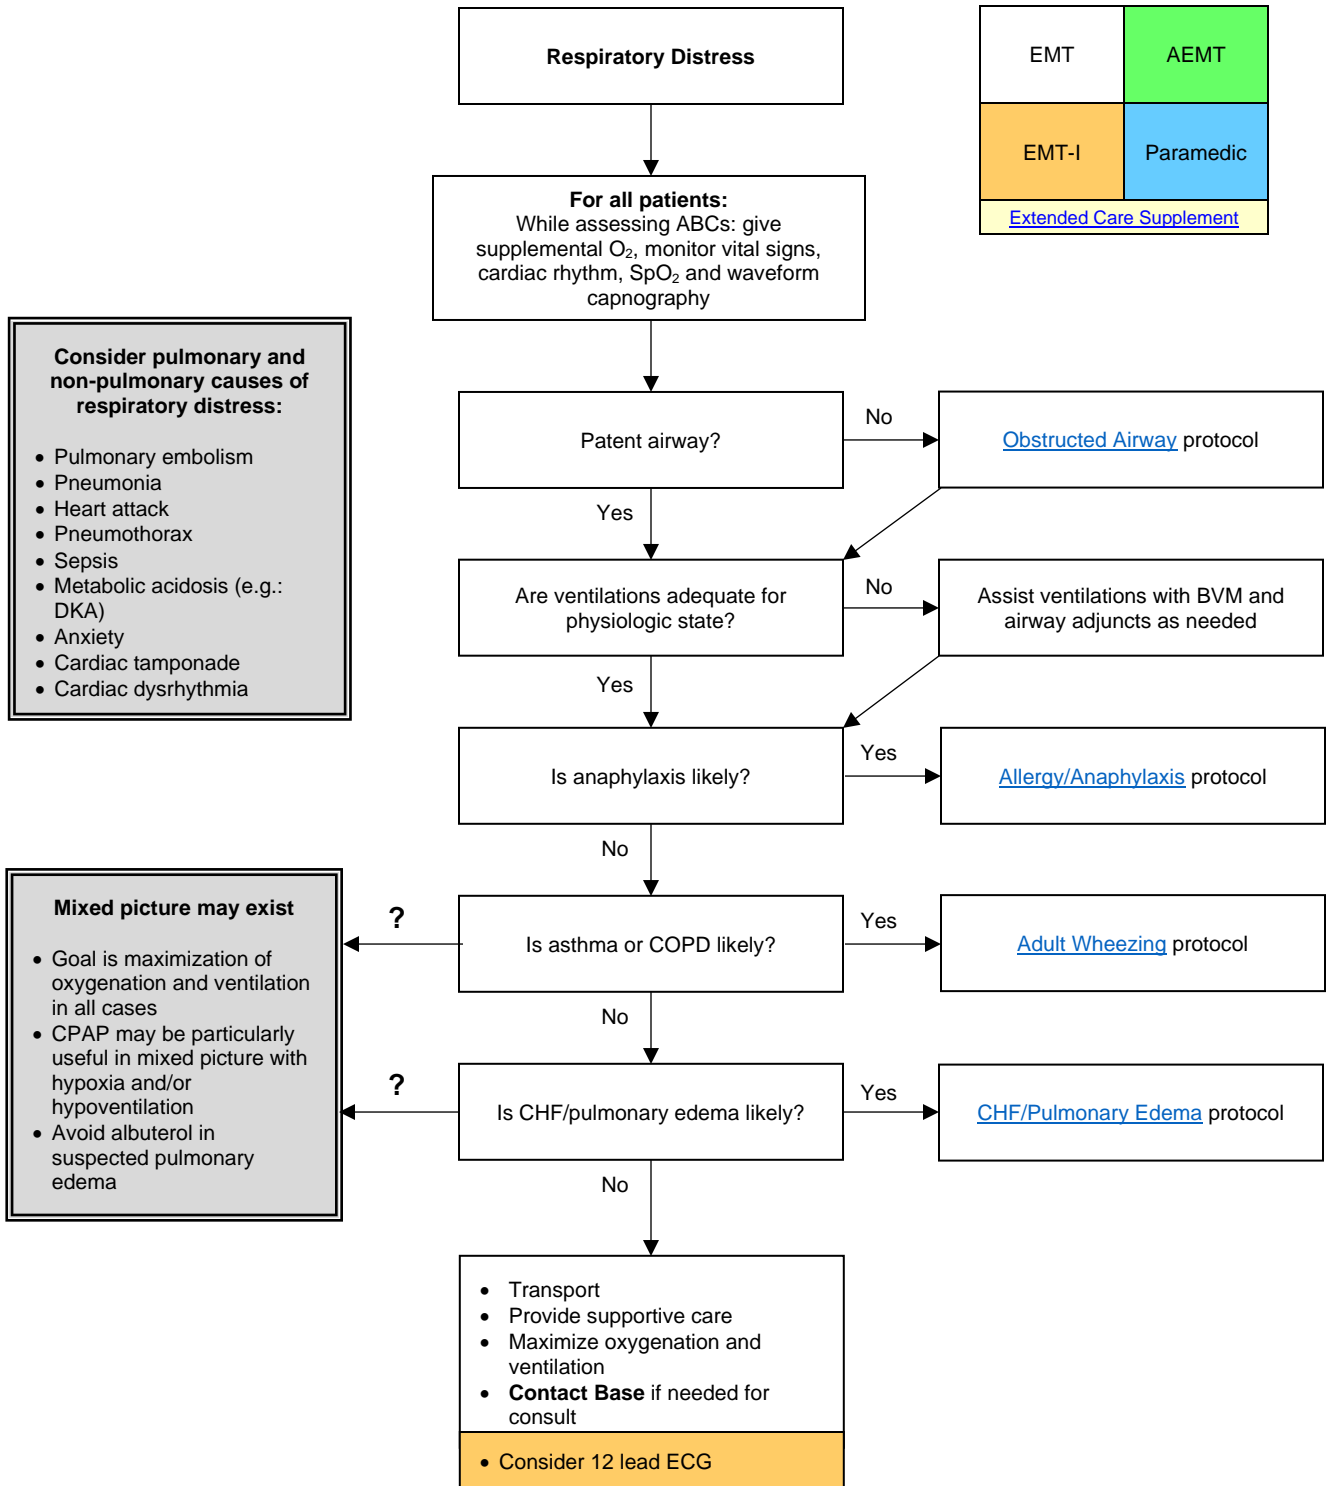 Respiratory Distress
EMT
AEMT
EMT-I
Paramedic
Extended Care Supplement
For all patients:
While assessing ABCs: give
supplemental O₂, monitor vital signs,
cardiac rhythm, SpO₂ and waveform
capnography
Consider pulmonary and
non-pulmonary causes of
respiratory distress:
• Pulmonary embolism
• Pneumonia
• Heart attack
• Pneumothorax
• Sepsis
• Metabolic acidosis (e.g.:
DKA)
• Anxiety
• Cardiac tamponade
• Cardiac dysrhythmia
Patent airway?
No
Obstructed Airway protocol
Yes
Are ventilations adequate for
physiologic state?
No
Assist ventilations with BVM and
airway adjuncts as needed
Yes
Is anaphylaxis likely?
Yes
Allergy/Anaphylaxis protocol
No
Mixed picture may exist
• Goal is maximization of
oxygenation and ventilation
in all cases
• CPAP may be particularly
useful in mixed picture with
hypoxia and/or
hypoventilation
• Avoid albuterol in
suspected pulmonary
edema
?
Is asthma or COPD likely?
Yes
Adult Wheezing protocol
No
?
Is CHF/pulmonary edema likely?
Yes
CHF/Pulmonary Edema protocol
No
• Transport
• Provide supportive care
• Maximize oxygenation and
ventilation
• Contact Base if needed for
consult
• Consider 12 lead ECG